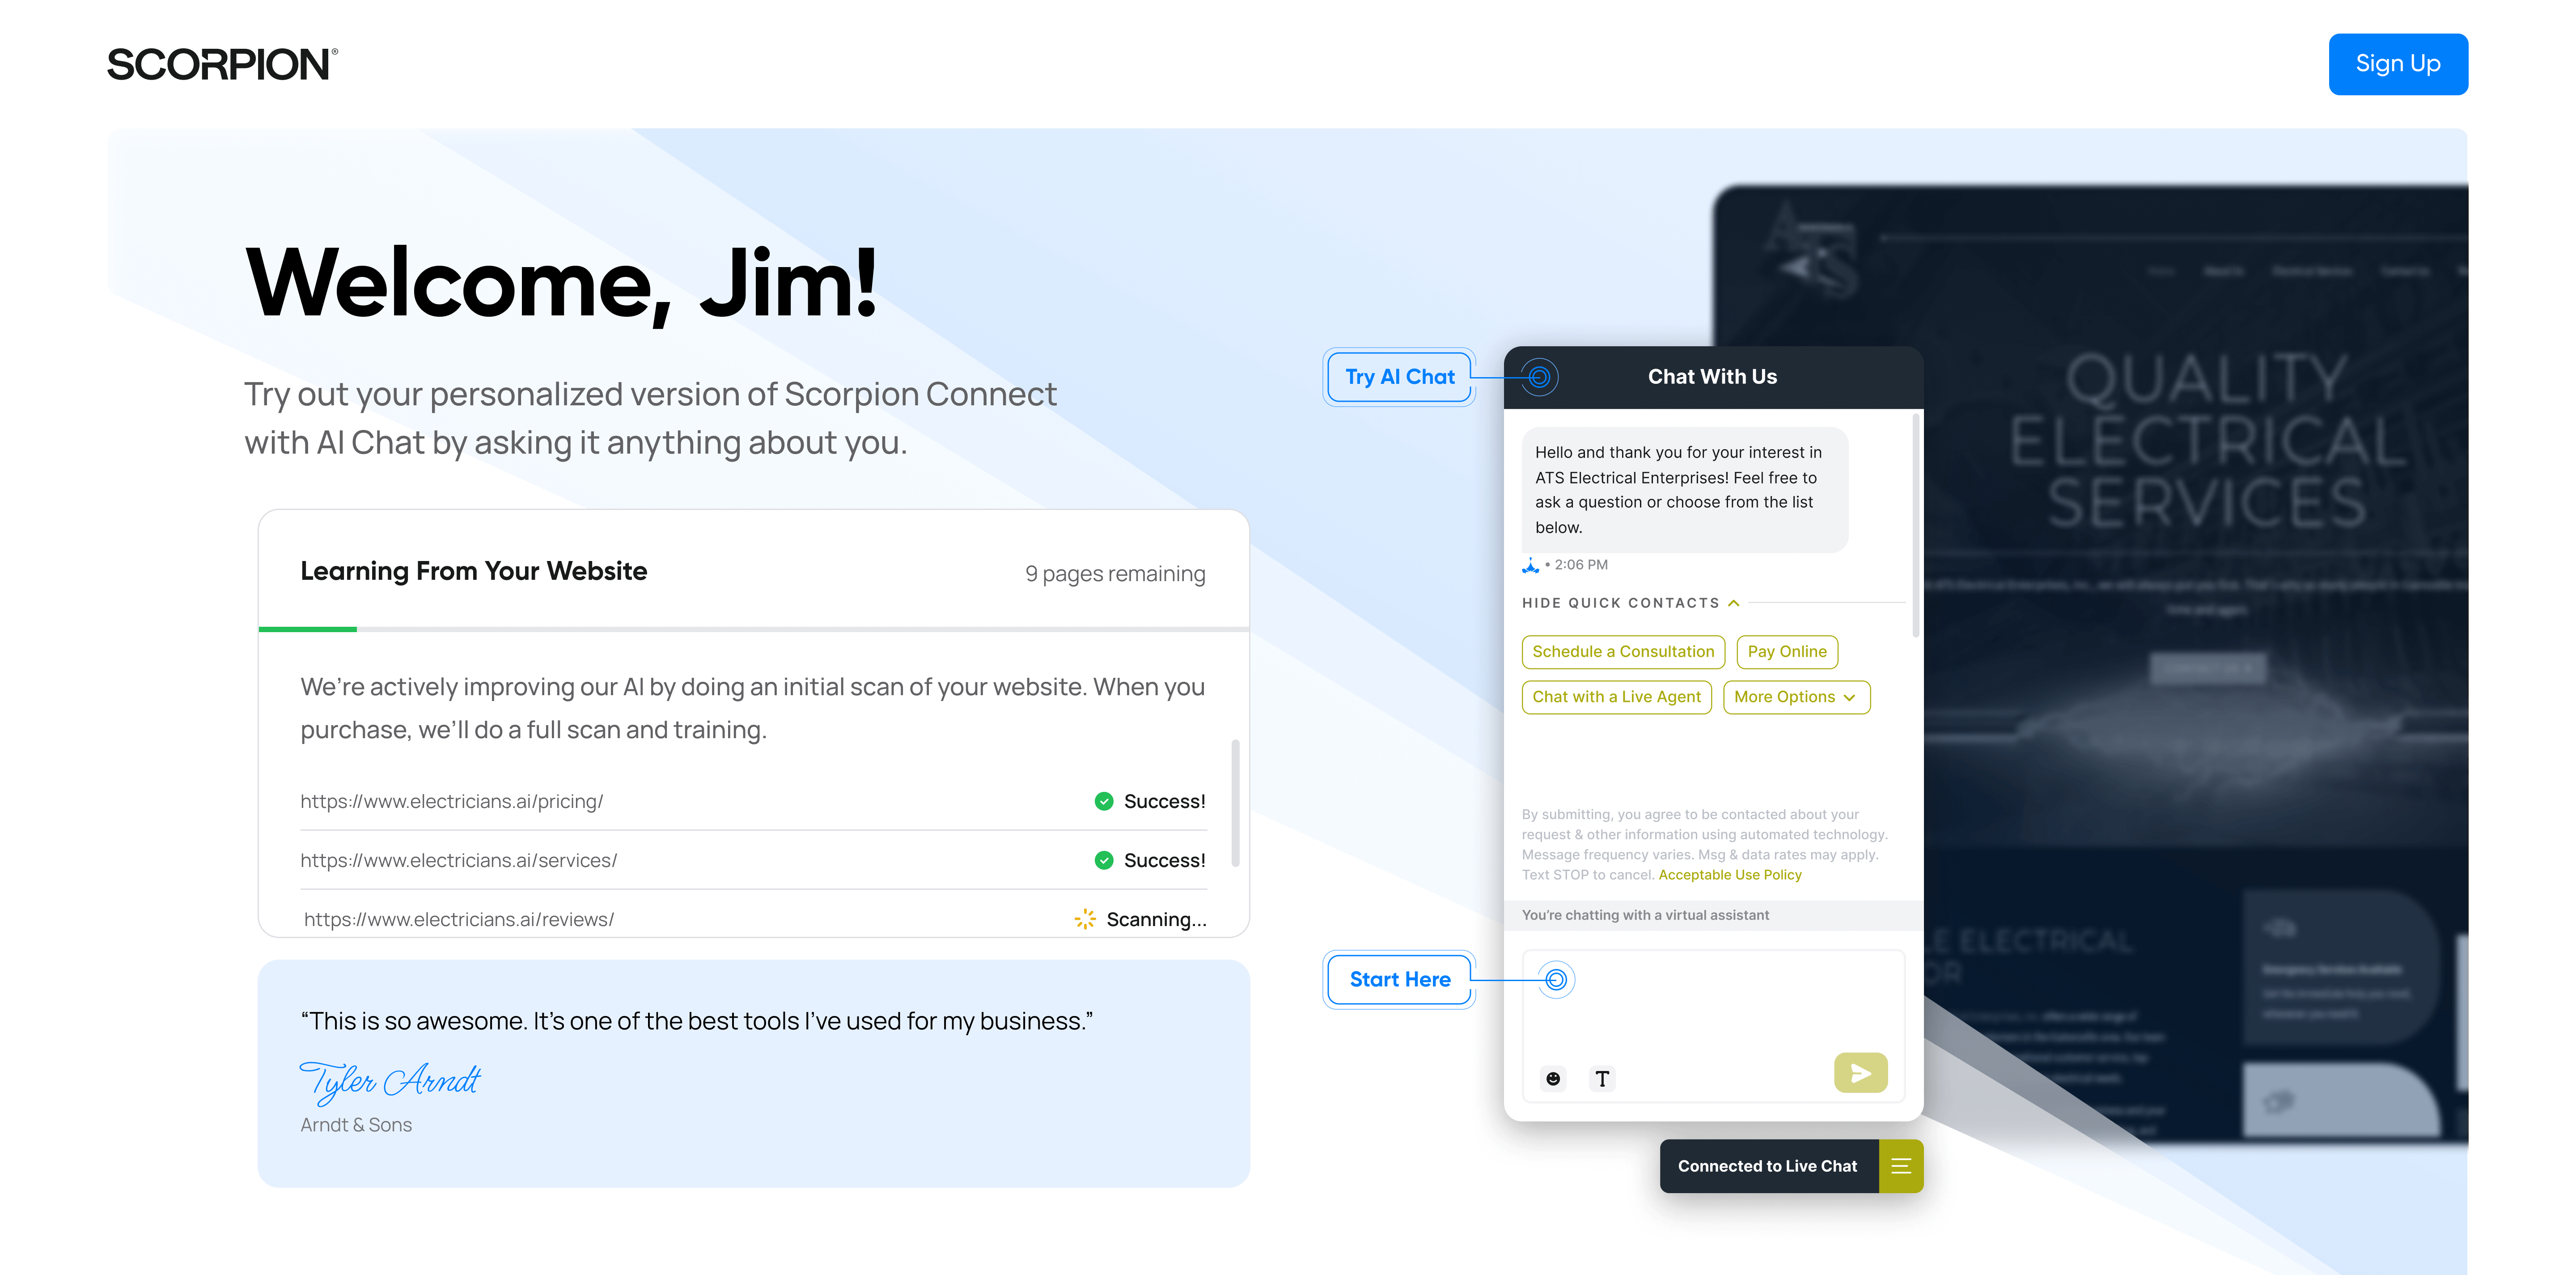 SCORPION®
Sign Up
Welcome, Jim!
Try out your personalized version of Scorpion Connect
with AI Chat by asking it anything about you.
Learning From Your Website
9 pages remaining
We’re actively improving our AI by doing an initial scan of your website. When you
purchase, we’ll do a full scan and training.
https://www.electricians.ai/pricing/
Success!
https://www.electricians.ai/services/
Success!
https://www.electricians.ai/reviews/
Scanning...
“This is so awesome. It’s one of the best tools I’ve used for my business.”
Tyler Arndt
Arndt & Sons
Try AI Chat
Chat With Us
Hello and thank you for your interest in
ATS Electrical Enterprises! Feel free to
ask a question or choose from the list
below.
• 2:06 PM
HIDE QUICK CONTACTS
Schedule a Consultation
Pay Online
Chat with a Live Agent
More Options
By submitting, you agree to be contacted about your
request & other information using automated technology.
Message frequency varies. Msg & data rates may apply.
Text STOP to cancel. Acceptable Use Policy
You’re chatting with a virtual assistant
Start Here
T
Connected to Live Chat
ATS
QUALITY
ELECTRICAL
SERVICES
ELECTRICAL